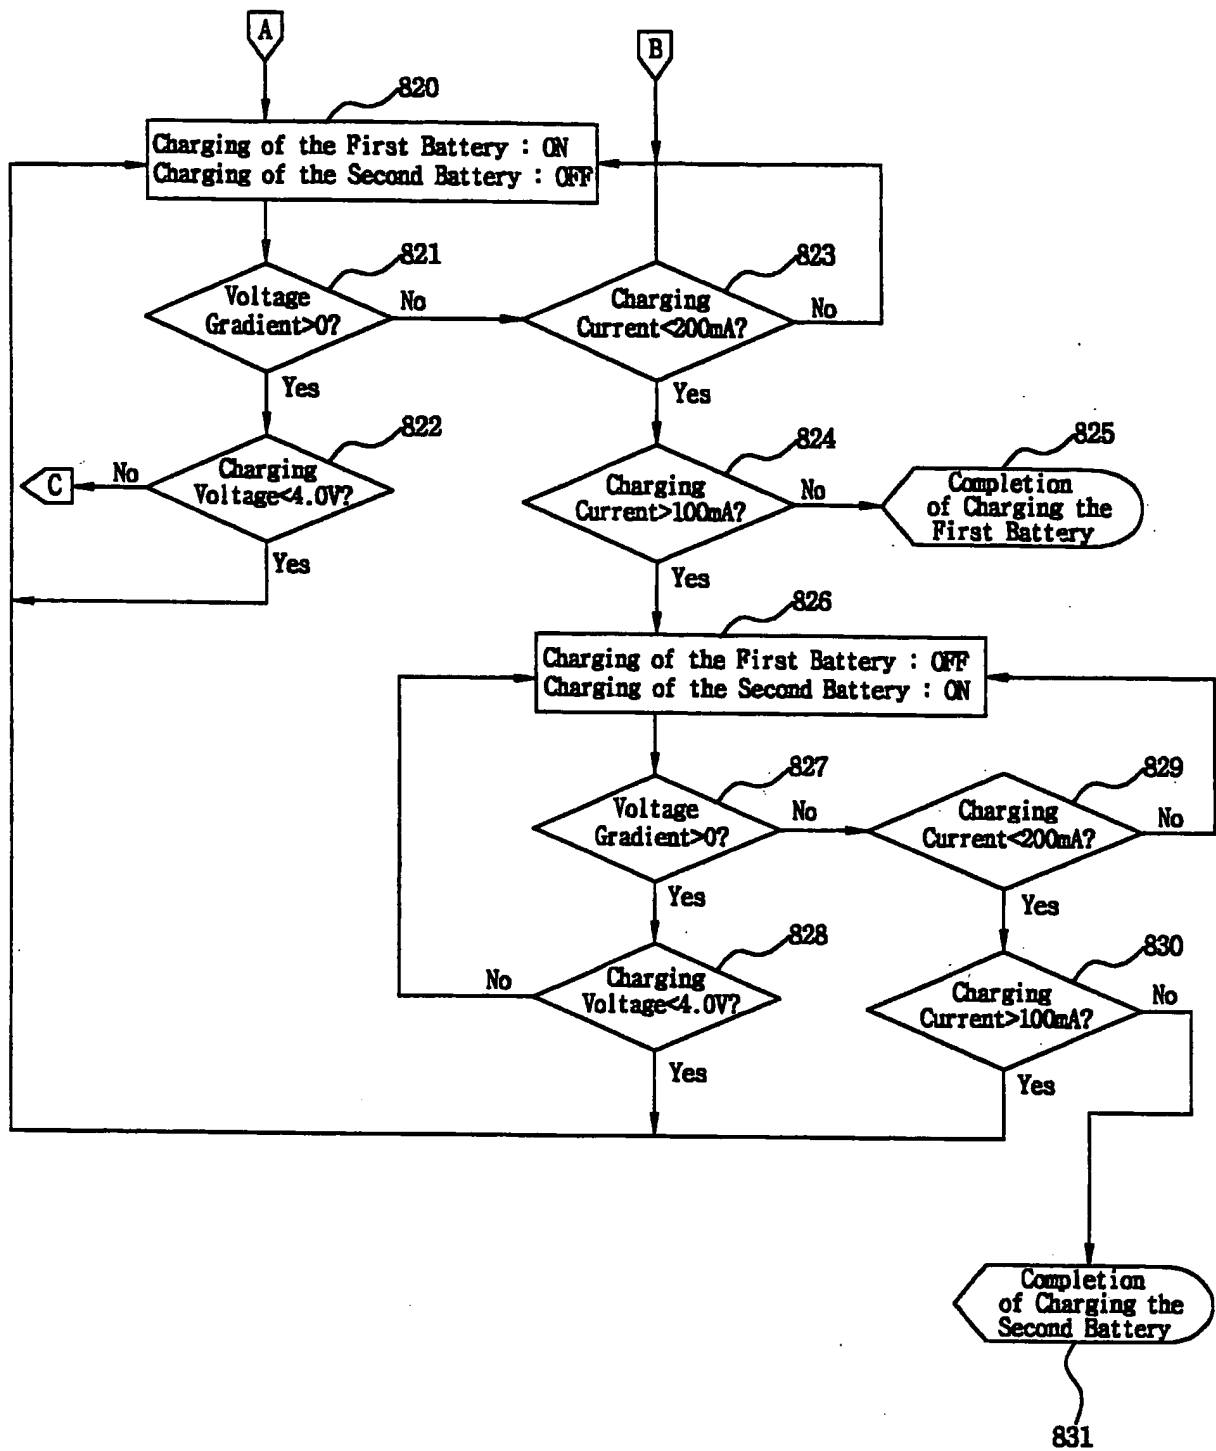 A
B
820
Charging of the First Battery : ON
Charging of the Second Battery : OFF
821
Voltage
Gradient>0?
No
823
Charging
Current<200mA?
No
Yes
Yes
822
Charging
Voltage<4.0V?
No
C
Yes
824
Charging
Current>100mA?
No
825
Completion
of Charging the
First Battery
Yes
826
Charging of the First Battery : OFF
Charging of the Second Battery : ON
827
Voltage
Gradient>0?
No
829
Charging
Current<200mA?
No
Yes
Yes
828
Charging
Voltage<4.0V?
No
Yes
830
Charging
Current>100mA?
No
Yes
Completion
of Charging the
Second Battery
831